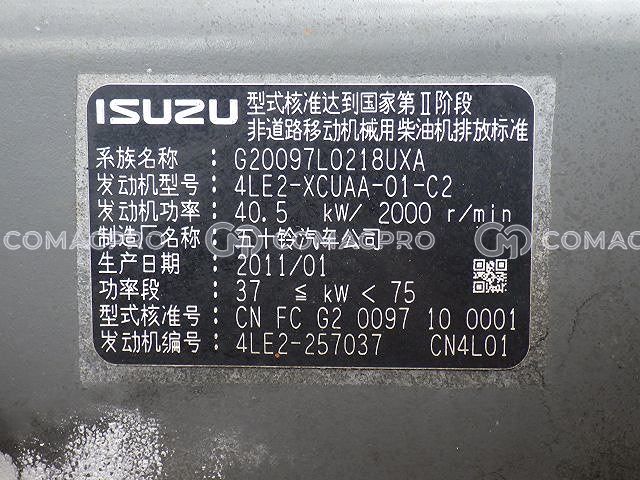 ISUZU 型式核准达到国家第Ⅱ阶段
非道路移动机械用柴油机排放标准
系族名称: G20097L0218UXA
发动机型号: 4LE2-XCUAA-01-C2
发动机功率: 40.5 kW/ 2000 r/min
制造厂名称: 五十铃汽车公司
COMACPRO COMACPRO COMACPRO
生产日期: 2011/01
功率段: 37 ≦ kW < 75
型式核准号: CN FC G2 0097 10 0001
发动机编号: 4LE2-257037 CN4L01